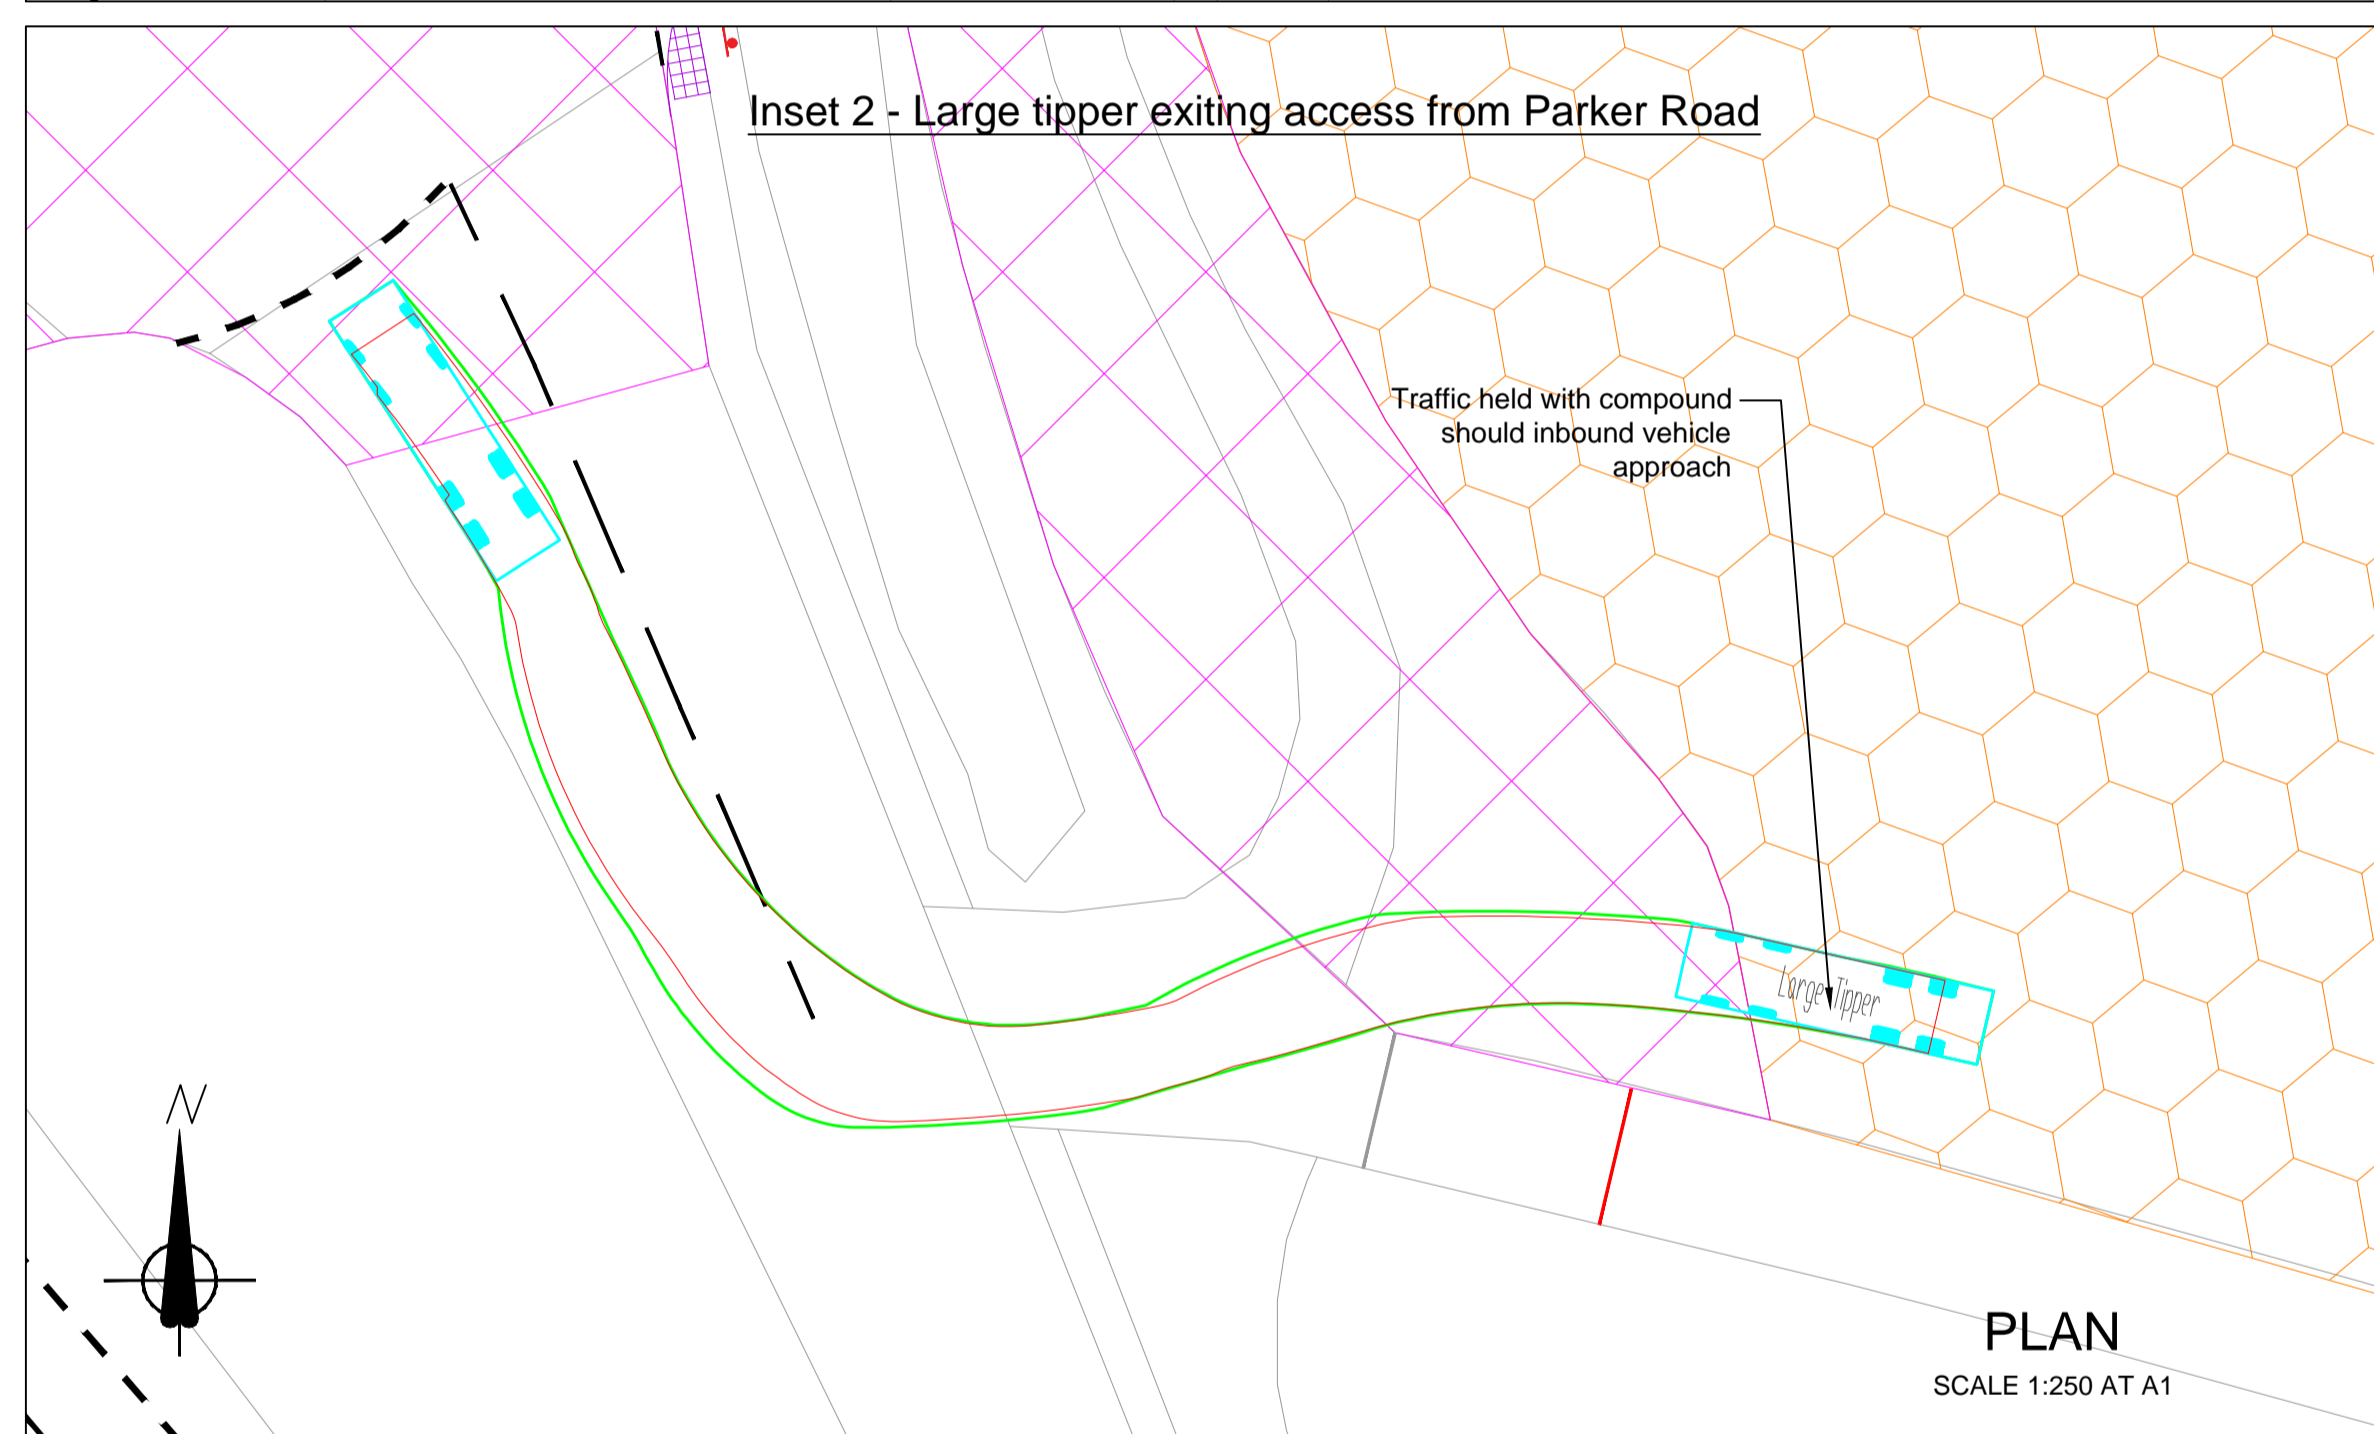 Inset 2 - Large tipper exiting access from Parker Road
Traffic held with compound
should inbound vehicle
approach
Large Tipper
N
PLAN
SCALE 1:250 AT A1